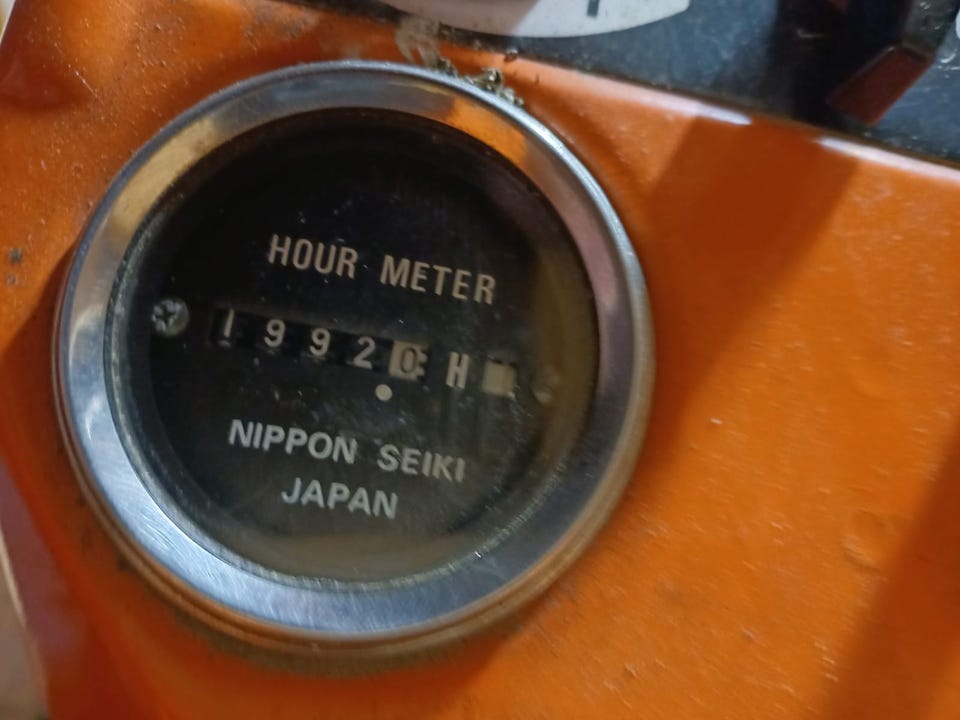 HOUR METER
19920 H
NIPPON SEIKI
JAPAN